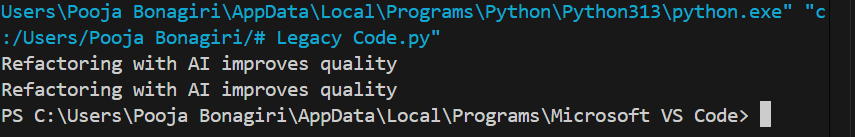 Users\Pooja Bonagiri\AppData\Local\Programs\Python\Python313\python.exe" "c
:/Users/Pooja Bonagiri/# Legacy Code.py"
Refactoring with AI improves quality
Refactoring with AI improves quality
PS C:\Users\Pooja Bonagiri\AppData\Local\Programs\Microsoft VS Code>